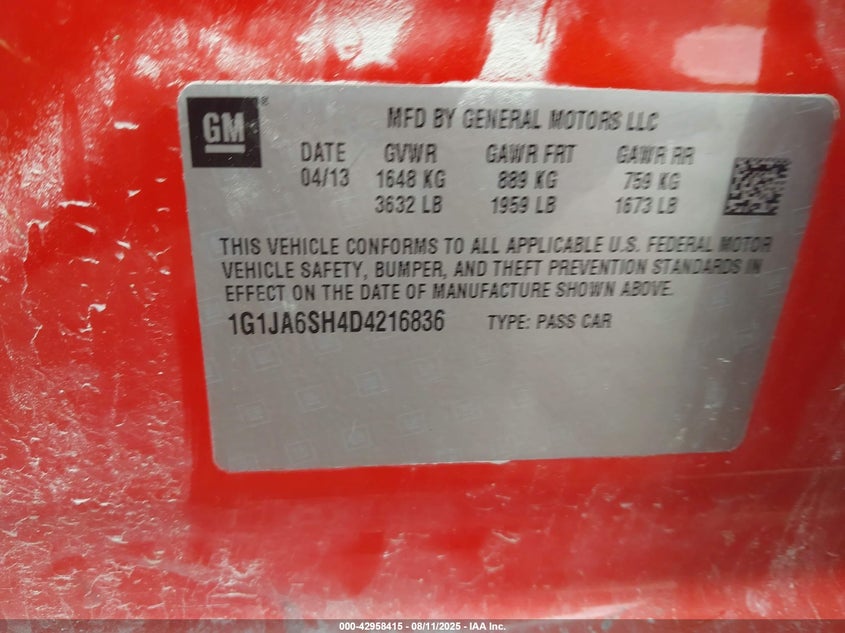 GM®
MFD BY GENERAL MOTORS LLC
DATE GVWR GAWR FRT GAWR RR
04/13 1648 KG 889 KG 759 KG
3632 LB 1959 LB 1673 LB
THIS VEHICLE CONFORMS TO ALL APPLICABLE U.S. FEDERAL MOTOR
VEHICLE SAFETY, BUMPER, AND THEFT PREVENTION STANDARDS IN
EFFECT ON THE DATE OF MANUFACTURE SHOWN ABOVE.
1G1JA6SH4D4216836 TYPE: PASS CAR
000-42958415 - 08/11/2025 - IAA Inc.